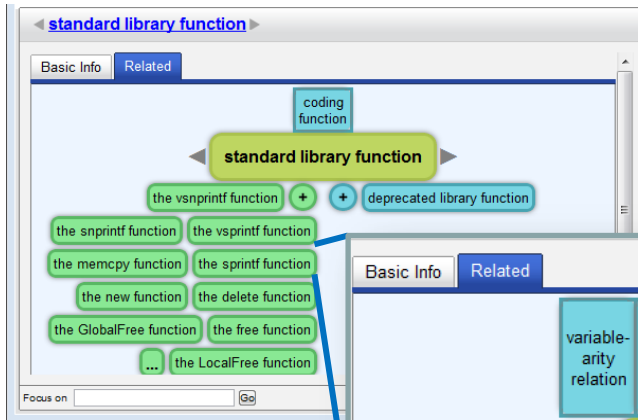 standard library function
Basic Info Related
coding
function
standard library function
the vsnprintf function + + deprecated library function
the snprintf function the vsprintf function
the memcpy function the sprintf function
the new function the delete function
the GlobalFree function the free function
... the LocalFree function
Focus on Go
Basic Info Related
variable-
arity
relation